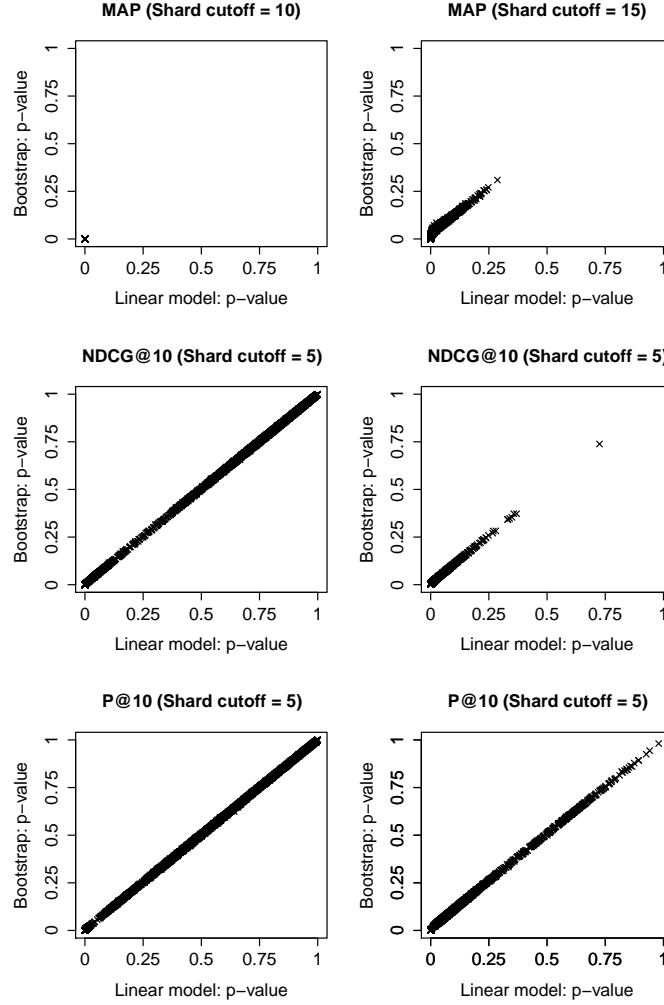 MAP (Shard cutoff = 10)
Bootstrap: p−value
0 0.25 0.5 0.75 1
0 0.25 0.5 0.75 1
Linear model: p−value
MAP (Shard cutoff = 15)
Bootstrap: p−value
0 0.25 0.5 0.75 1
0 0.25 0.5 0.75 1
Linear model: p−value
NDCG@10 (Shard cutoff = 5)
Bootstrap: p−value
0 0.25 0.5 0.75 1
0 0.25 0.5 0.75 1
Linear model: p−value
NDCG@10 (Shard cutoff = 5)
Bootstrap: p−value
0 0.25 0.5 0.75 1
0 0.25 0.5 0.75 1
Linear model: p−value
P@10 (Shard cutoff = 5)
Bootstrap: p−value
0 0.25 0.5 0.75 1
0 0.25 0.5 0.75 1
Linear model: p−value
P@10 (Shard cutoff = 5)
Bootstrap: p−value
0 0.25 0.5 0.75 1
0 0.25 0.5 0.75 1
Linear model: p−value